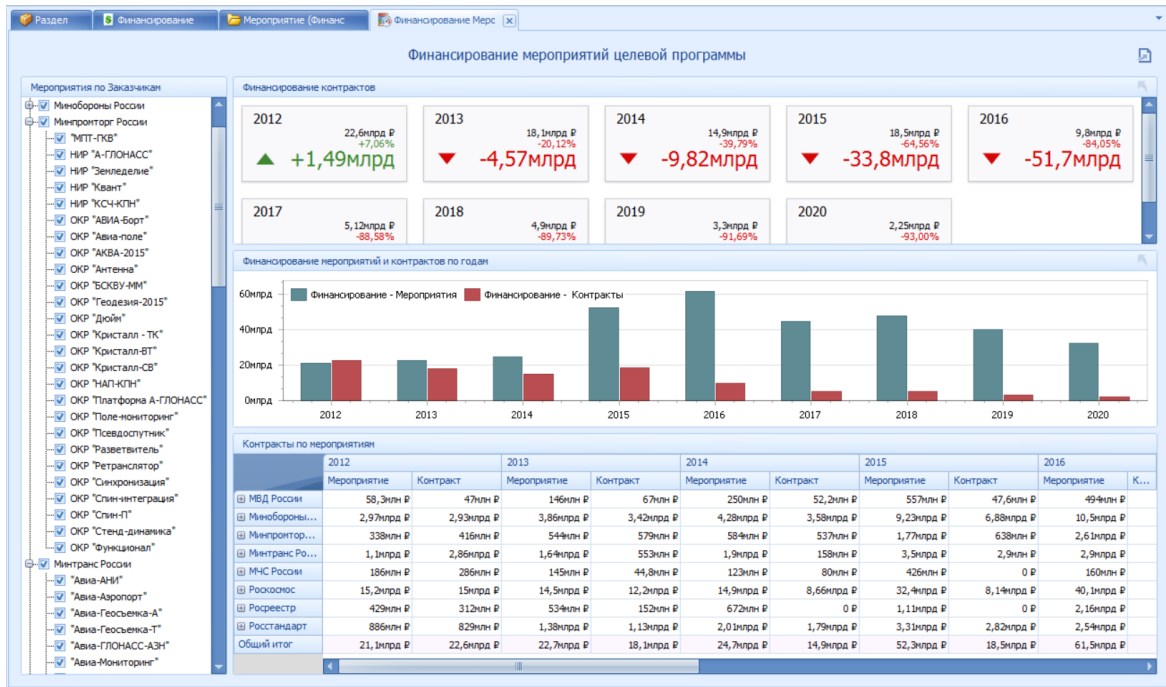 Раздел
Финансирование
Мероприятие (Финанс
Финансирование Мерс
Финансирование мероприятий целевой программы
Мероприятия по Заказчикам
Минобороны России
Минпромторг России
"МПТ-ГКВ"
НИР "А-ГЛОНАСС"
НИР "Земледелие"
НИР "Квант"
НИР "КСЧ-КПН"
ОКР "АВИА-Борт"
ОКР "Авиа-поле"
ОКР "АКВА-2015"
ОКР "Антенна"
ОКР "БСКВУ-ММ"
ОКР "Геодезия-2015"
ОКР "Дюйм"
ОКР "Кристалл - ТК"
ОКР "Кристалл-ВТ"
ОКР "Кристалл-СВ"
ОКР "НАП-КПН"
ОКР "Платформа А-ГЛОНАСС"
ОКР "Поле-мониторинг"
ОКР "Псевдоспутник"
ОКР "Разветвитель"
ОКР "Ретранслятор"
ОКР "Синхронизация"
ОКР "Спин-интеграция"
ОКР "Спин-П"
ОКР "Стенд-динамика"
ОКР "Функционал"
Минтранс России
"Авиа-АНИ"
"Авиа-Аэропорт"
"Авиа-Геосъемка-А"
"Авиа-Геосъемка-Т"
"Авиа-ГЛОНАСС-АЗН"
"Авиа-Мониторинг"
Финансирование контрактов
2012
22,6млрд ₽
+7,06%
+1,49млрд
2013
18,1млрд ₽
-20,12%
-4,57млрд
2014
14,9млрд ₽
-39,79%
-9,82млрд
2015
18,5млрд ₽
-64,56%
-33,8млрд
2016
9,8млрд ₽
-84,05%
-51,7млрд
2017
5,12млрд ₽
-88,58%
2018
4,9млрд ₽
-89,73%
2019
3,3млрд ₽
-91,69%
2020
2,25млрд ₽
-93,00%
Финансирование мероприятий и контрактов по годам
Финансирование - Мероприятия Финансирование - Контракты
60млрд
40млрд
20млрд
0млрд
2012 2013 2014 2015 2016 2017 2018 2019 2020
Контракты по мероприятиям
2012 2013 2014 2015 2016
Мероприятие Контракт Мероприятие Контракт Мероприятие Контракт Мероприятие Контракт Мероприятие К...
МВД России 58,3млн ₽ 47млн ₽ 146млн ₽ 67млн ₽ 250млн ₽ 52,2млн ₽ 557млн ₽ 47,6млн ₽ 494млн ₽
Минобороны... 2,97млрд ₽ 2,93млрд ₽ 3,86млрд ₽ 3,42млрд ₽ 4,28млрд ₽ 3,58млрд ₽ 9,23млрд ₽ 6,88млрд ₽ 10,5млрд ₽
Минпромтор... 338млн ₽ 416млн ₽ 544млн ₽ 579млн ₽ 584млн ₽ 537млн ₽ 1,77млрд ₽ 638млн ₽ 2,61млрд ₽
Минтранс Ро... 1,1млрд ₽ 2,86млрд ₽ 1,64млрд ₽ 553млн ₽ 1,9млрд ₽ 158млн ₽ 3,5млрд ₽ 2,9млн ₽ 2,9млрд ₽
МЧС России 186млн ₽ 286млн ₽ 145млн ₽ 44,8млн ₽ 123млн ₽ 80млн ₽ 426млн ₽ 0 ₽ 160млн ₽
Роскосмос 15,2млрд ₽ 15млрд ₽ 14,5млрд ₽ 12,2млрд ₽ 14,9млрд ₽ 8,66млрд ₽ 32,4млрд ₽ 8,14млрд ₽ 40,1млрд ₽
Росреестр 429млн ₽ 312млн ₽ 534млн ₽ 152млн ₽ 672млн ₽ 0 ₽ 1,11млрд ₽ 0 ₽ 2,16млрд ₽
Росстандарт 886млн ₽ 829млн ₽ 1,38млрд ₽ 1,13млрд ₽ 2,01млрд ₽ 1,79млрд ₽ 3,31млрд ₽ 2,82млрд ₽ 2,54млрд ₽
Общий итог 21,1млрд ₽ 22,6млрд ₽ 22,7млрд ₽ 18,1млрд ₽ 24,7млрд ₽ 14,9млрд ₽ 52,3млрд ₽ 18,5млрд ₽ 61,5млрд ₽